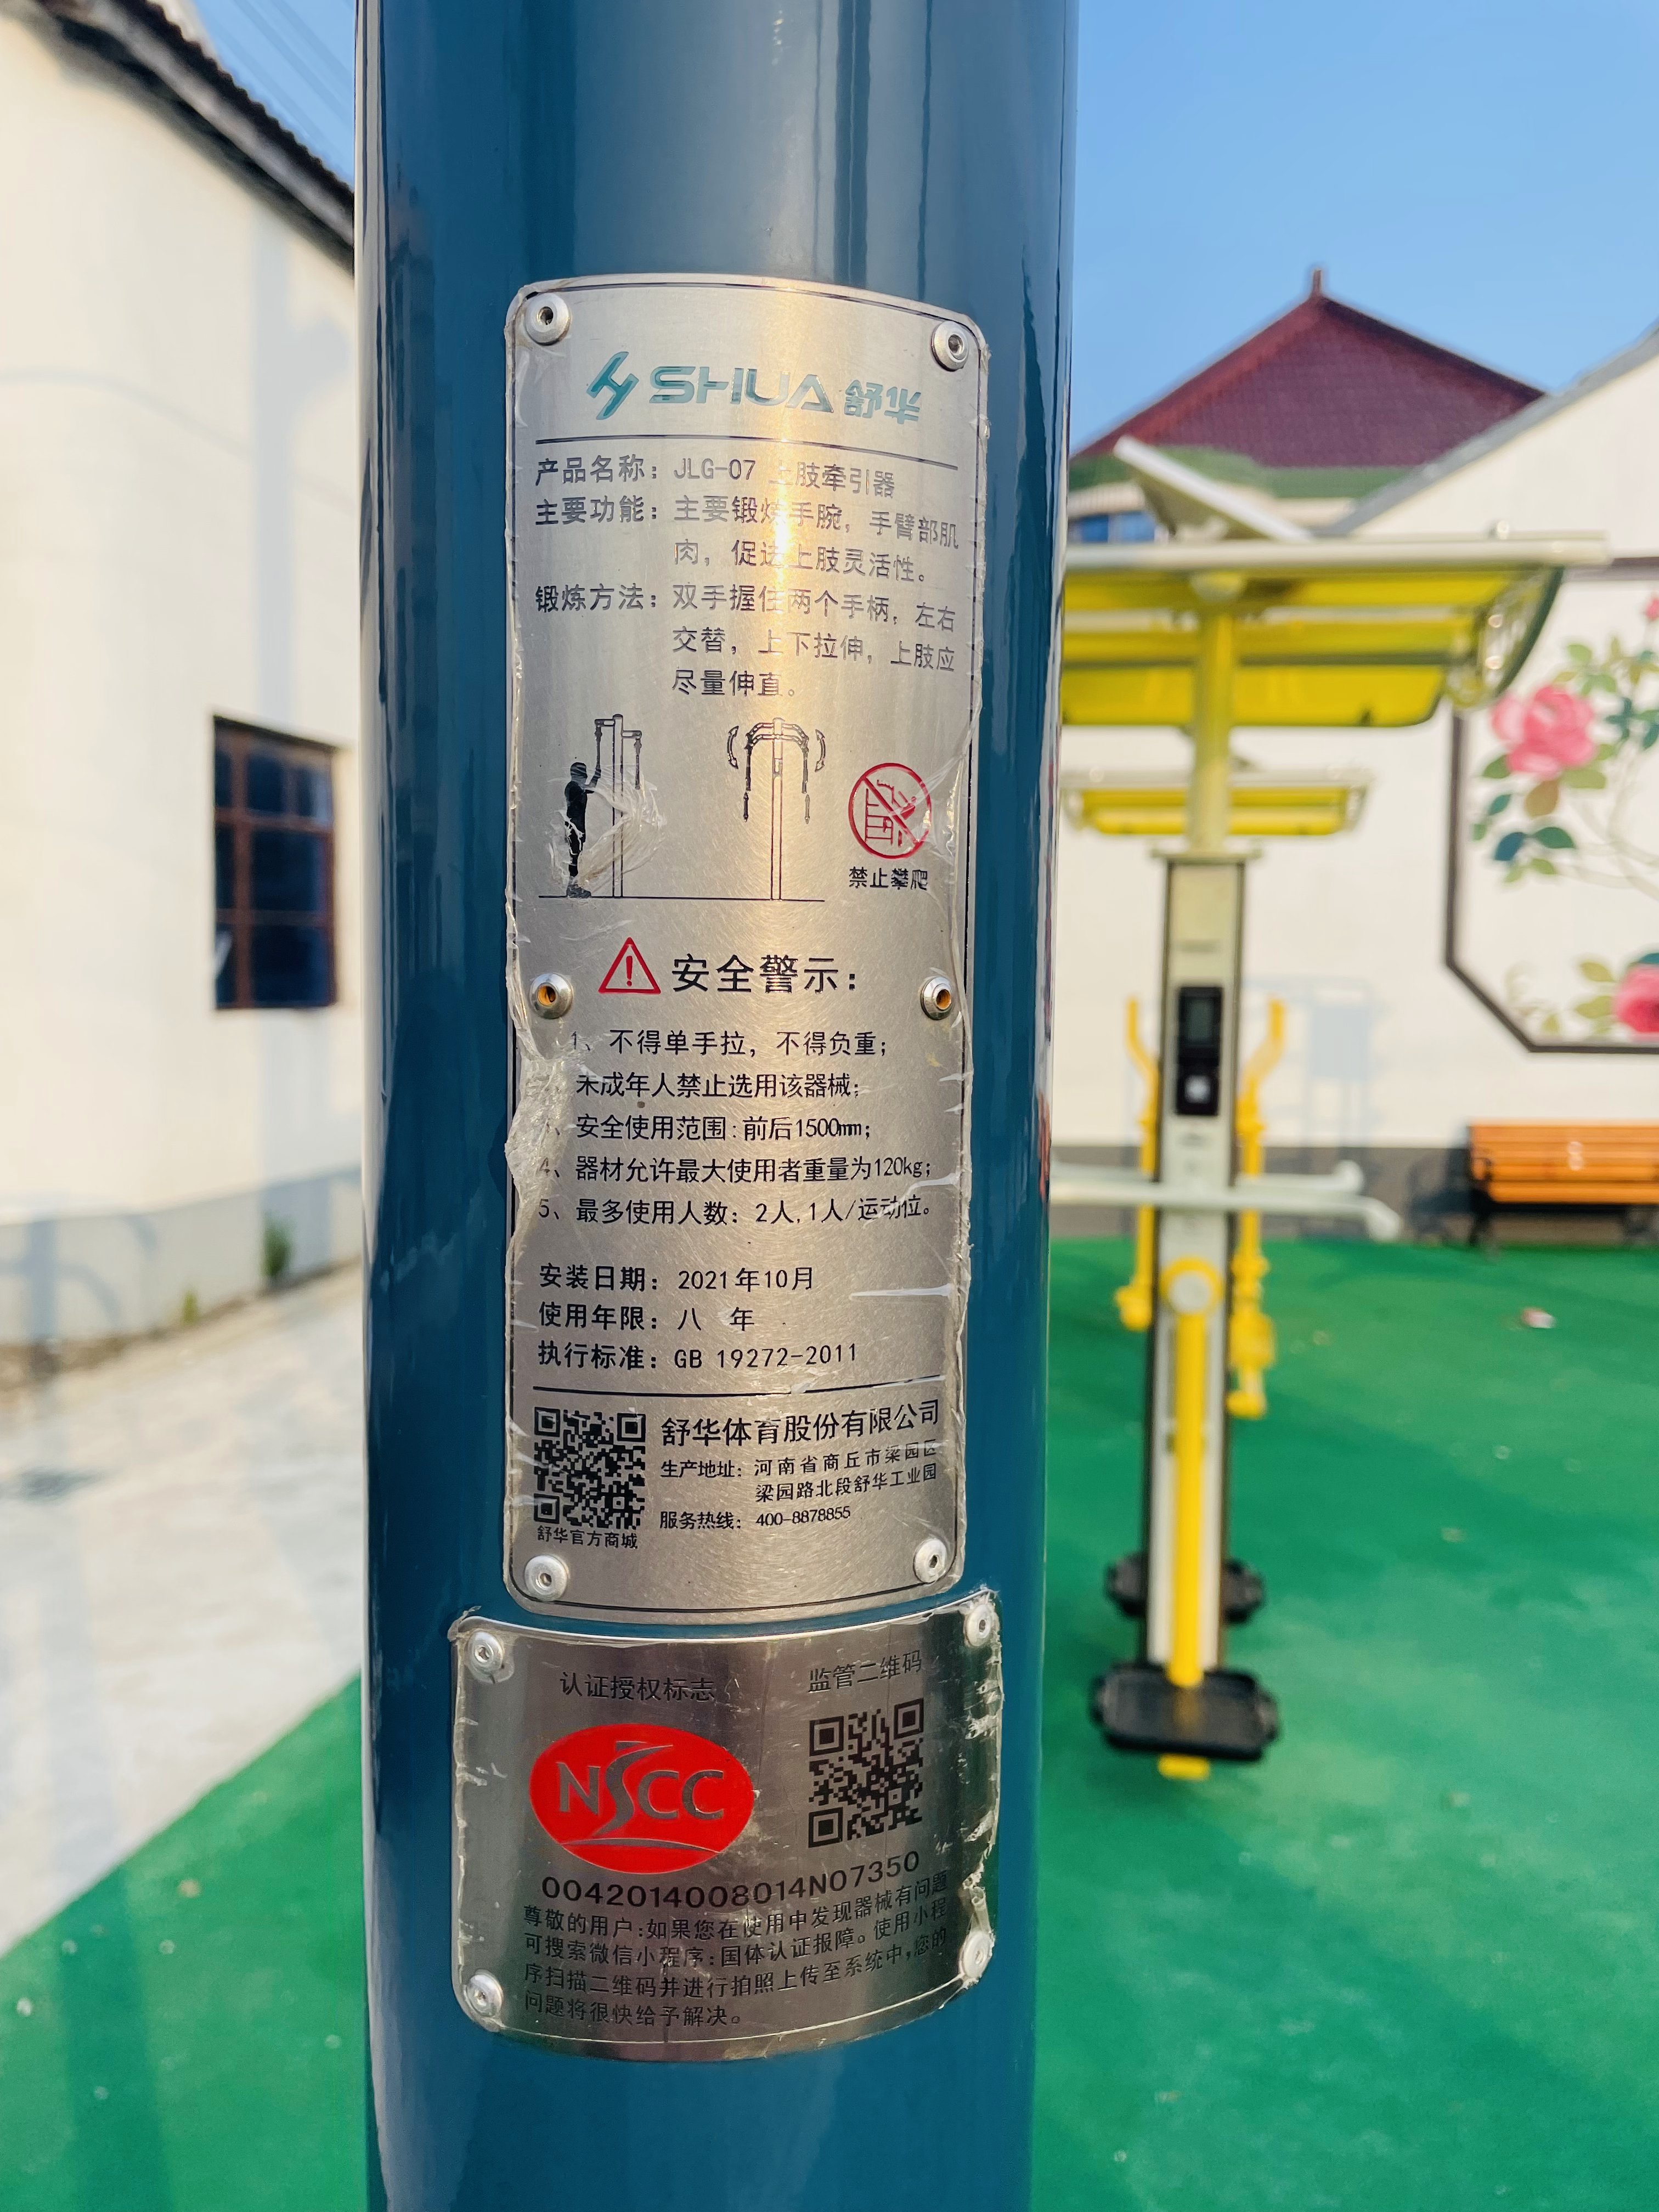 SHUA 舒华
产品名称：JLG-07 上肢牵引器
主要功能：主要锻炼手腕，手臂部肌
肉，促进上肢灵活性。
锻炼方法：双手握住两个手柄，左右
交替，上下拉伸，上肢应
尽量伸直。
禁止攀爬
安全警示：
1、不得单手拉，不得负重；
2、未成年人禁止选用该器械；
3、安全使用范围：前后1500mm；
4、器材允许最大使用者重量为120kg；
5、最多使用人数：2人，1人/运动位。
安装日期：2021年10月
使用年限：八 年
执行标准：GB 19272-2011
舒华体育股份有限公司
生产地址：河南省商丘市梁园区
梁园路北段舒华工业园
服务热线：400-8878855
舒华官方商城
认证授权标志
监管二维码
NSCC
0042014008014N07350
尊敬的用户：如果您在使用中发现器械有问题
可搜索微信小程序：国体认证报障。使用小程
序扫描二维码并进行拍照上传至系统中，您的
问题将很快给予解决。